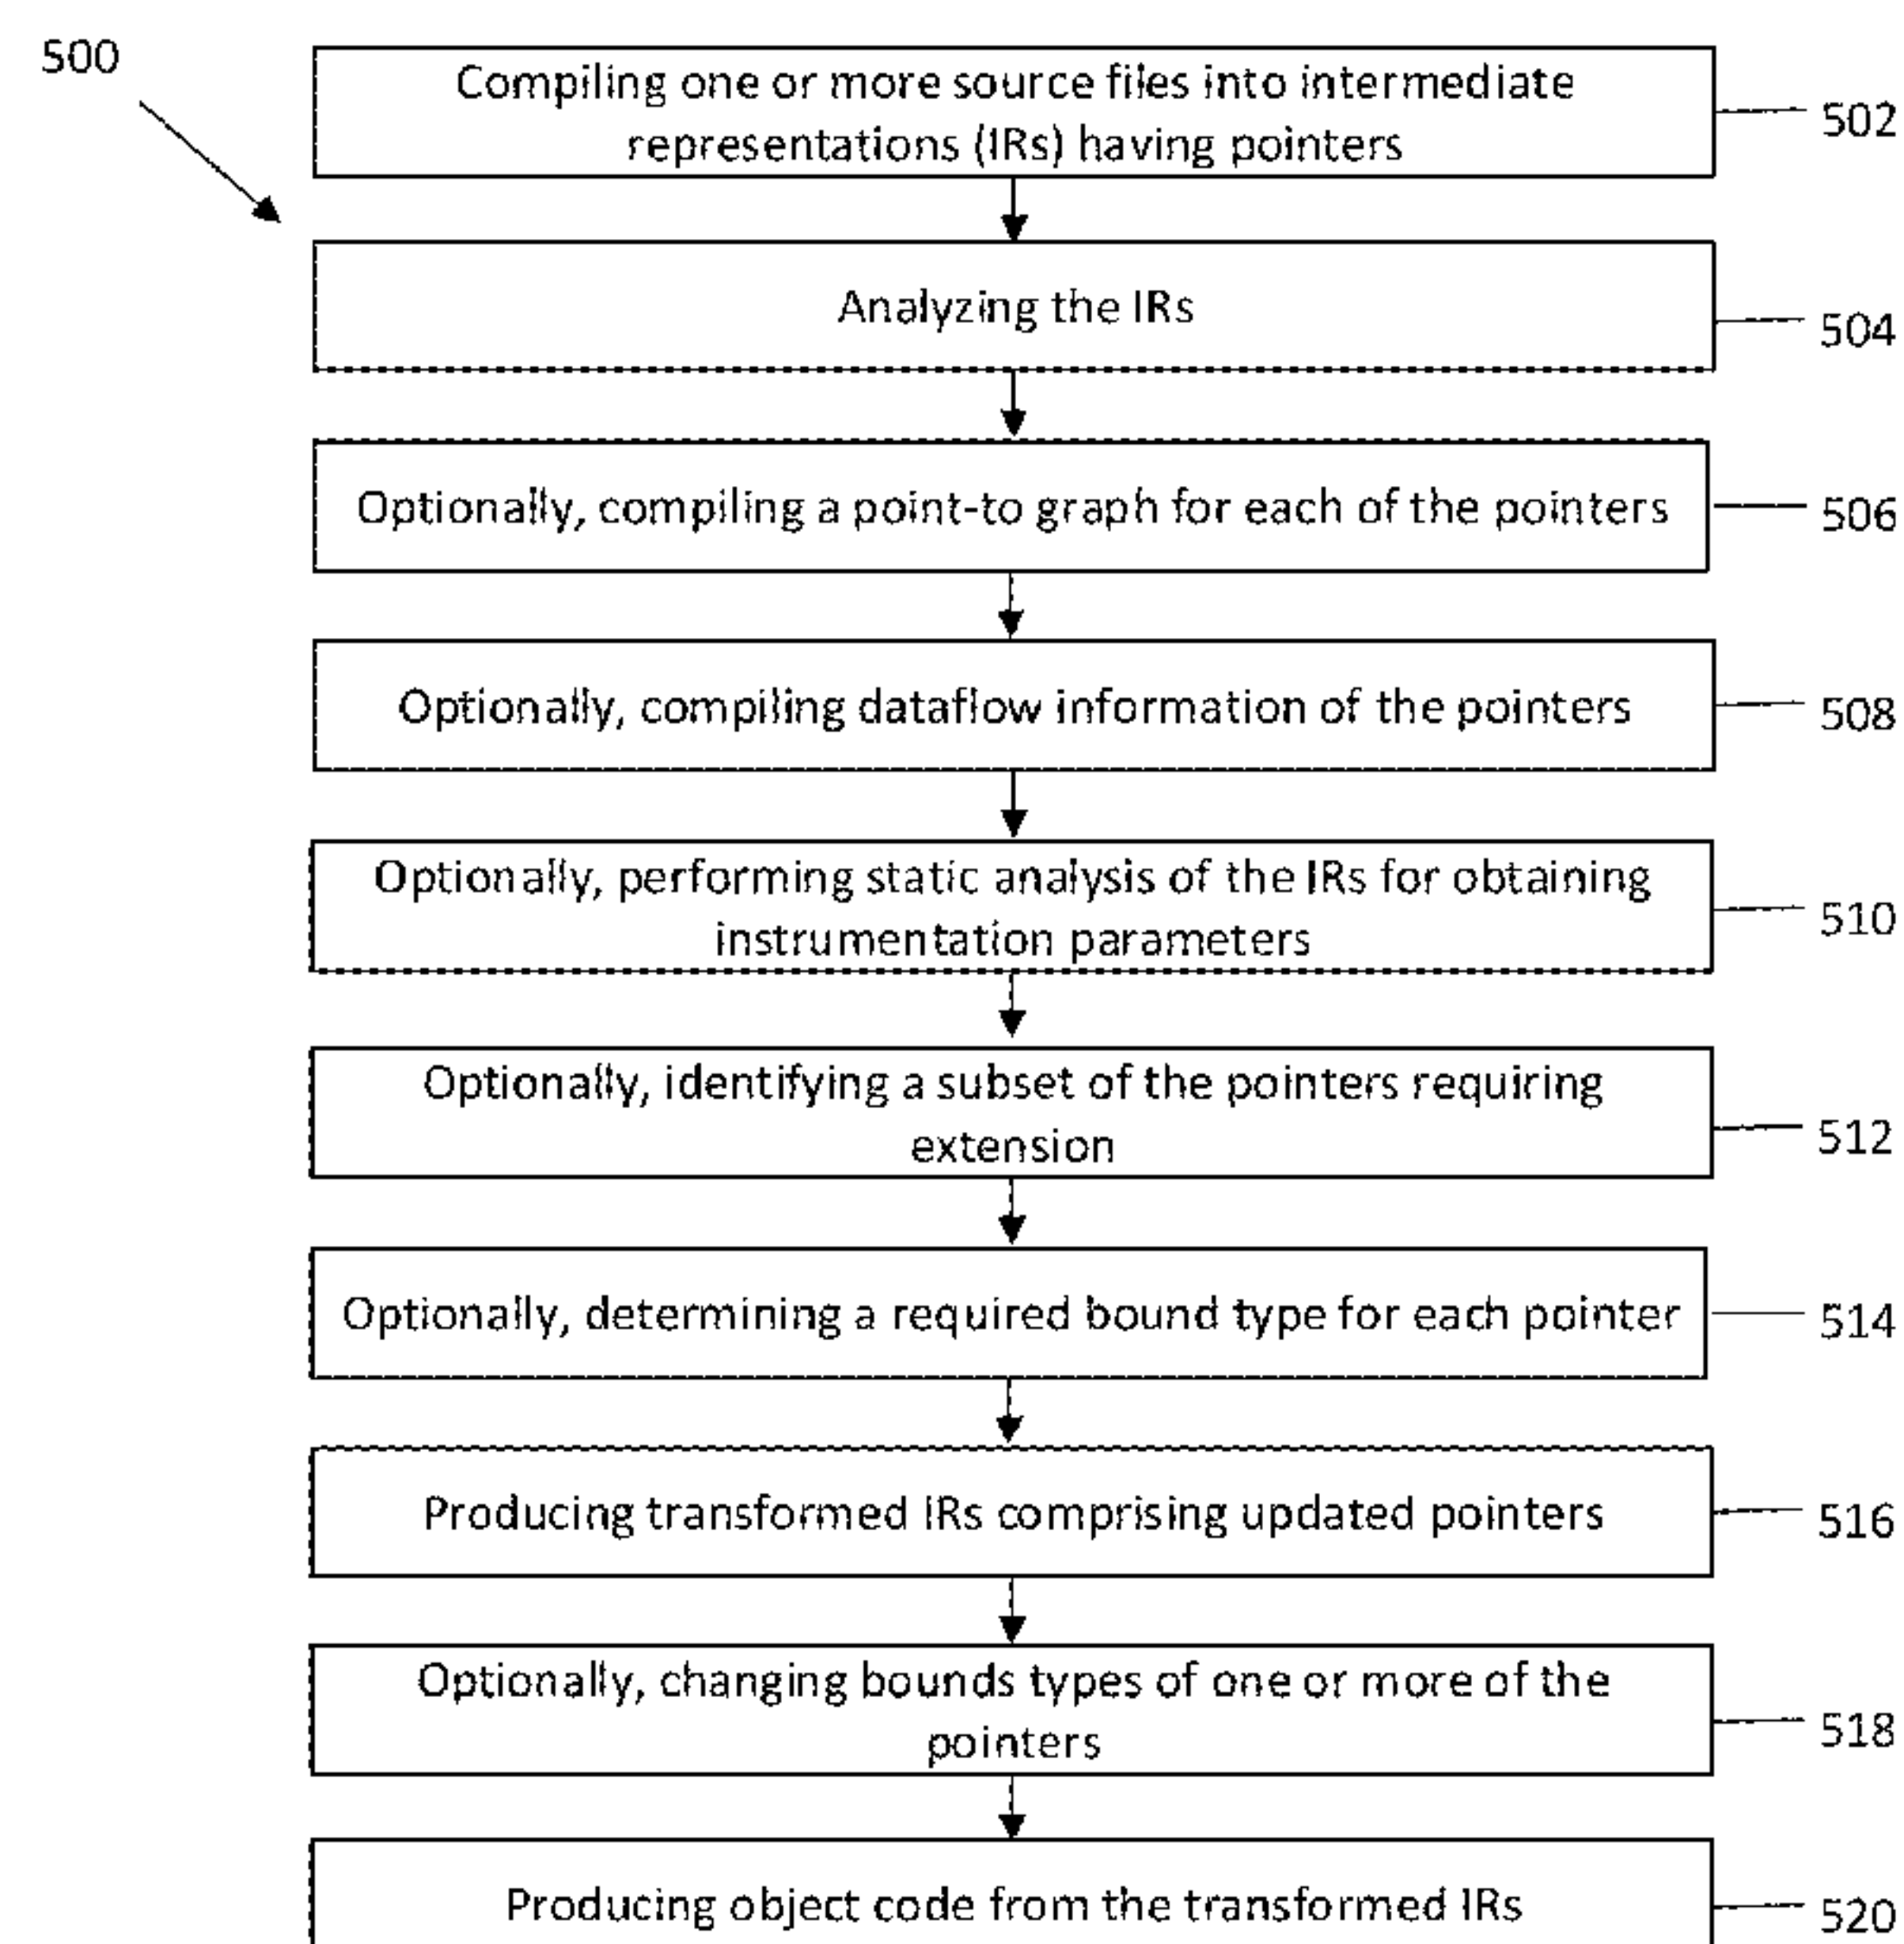 500
Compiling one or more source files into intermediate
representations (IRs) having pointers
502
Analyzing the IRs
504
Optionally, compiling a point-to graph for each of the pointers
506
Optionally, compiling dataflow information of the pointers
508
Optionally, performing static analysis of the IRs for obtaining
instrumentation parameters
510
Optionally, identifying a subset of the pointers requiring
extension
512
Optionally, determining a required bound type for each pointer
514
Producing transformed IRs comprising updated pointers
516
Optionally, changing bounds types of one or more of the
pointers
518
Producing object code from the transformed IRs
520